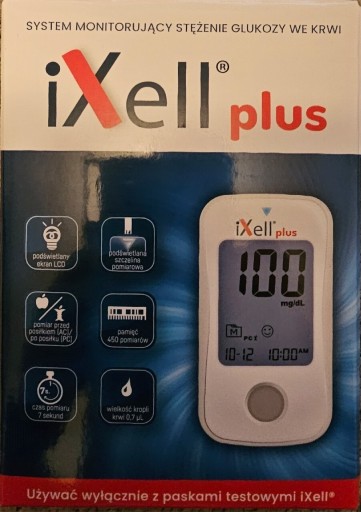 SYSTEM MONITORUJĄCY STĘŻENIE GLUKOZY WE KRWI
iXell® plus
podświetlany
ekran LCD
podświetlana
szczelina
pomiarowa
pomiar przed
posiłkiem (AC)/
po posiłku (PC)
pamięć
450 pomiarów
7s.
czas pomiaru
7 sekund
wielkość kropli
krwi 0,7 µL
iXell® plus
100
mg/dL
M PC
10-12 10:00AM
Używać wyłącznie z paskami testowymi iXell®